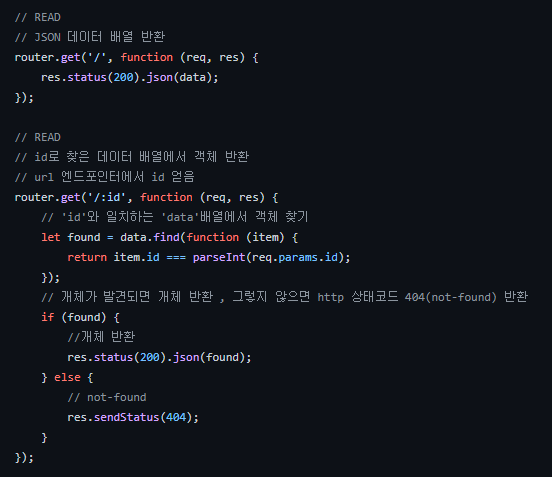 // READ
// JSON 데이터 배열 반환
router.get('/', function (req, res) {
    res.status(200).json(data);
});

// READ
// id로 찾은 데이터 배열에서 객체 반환
// url 엔드포인터에서 id 얻음
router.get('/:id', function (req, res) {
    // 'id'와 일치하는 'data'배열에서 객체 찾기
    let found = data.find(function (item) {
        return item.id === parseInt(req.params.id);
    });
    // 개체가 발견되면 개체 반환 , 그렇지 않으면 http 상태코드 404(not-found) 반환
    if (found) {
        //개체 반환
        res.status(200).json(found);
    } else {
        // not-found
        res.sendStatus(404);
    }
});